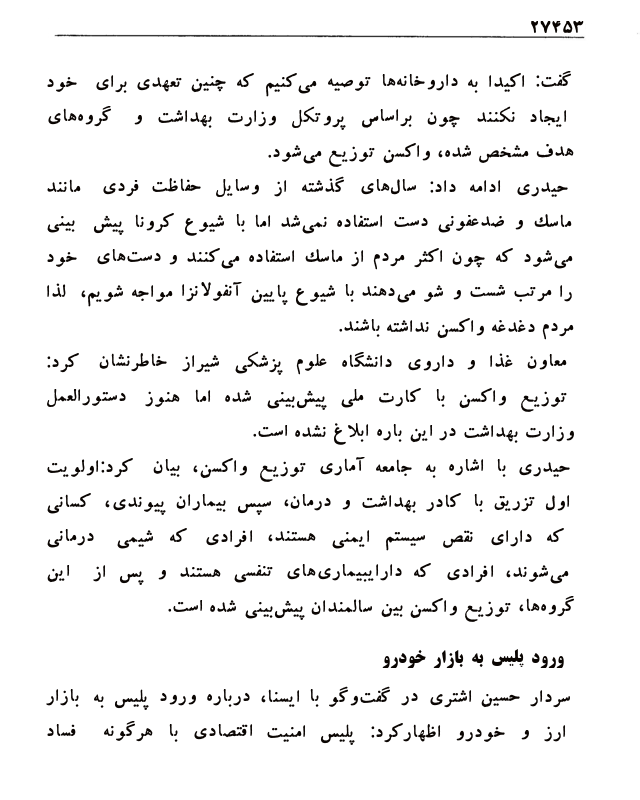 ۲۷۴۵۳
گفت: اکیدا به داروخانه‌ها توصیه می‌کنیم که چنین تعهدی برای خود
ایجاد نکنند چون براساس پروتکل وزارت بهداشت و گروه‌های
هدف مشخص شده، واکسن توزیع می‌شود.
حیدری ادامه داد: سال‌های گذشته از وسایل حفاظت فردی مانند
ماسک و ضدعفونی دست استفاده نمی‌شد اما با شیوع کرونا پیش بینی
می‌شود که چون اکثر مردم از ماسک استفاده می‌کنند و دست‌های خود
را مرتب شست و شو می‌دهند با شیوع پایین آنفولانزا مواجه شویم، لذا
مردم دغدغه واکسن نداشته باشند.
معاون غذا و داروی دانشگاه علوم پزشکی شیراز خاطرنشان کرد:
توزیع واکسن با کارت ملی پیش‌بینی شده اما هنوز دستورالعمل
وزارت بهداشت در این باره ابلاغ نشده است.
حیدری با اشاره به جامعه آماری توزیع واکسن، بیان کرد:اولویت
اول تزریق با کادر بهداشت و درمان، سپس بیماران پیوندی، کسانی
که دارای نقص سیستم ایمنی هستند، افرادی که شیمی درمانی
می‌شوند، افرادی که دارایبیماری‌های تنفسی هستند و پس از این
گروه‌ها، توزیع واکسن بین سالمندان پیش‌بینی شده است.
ورود پلیس به بازار خودرو
سردار حسین اشتری در گفت‌وگو با ایسنا، درباره ورود پلیس به بازار
ارز و خودرو اظهارکرد: پلیس امنیت اقتصادی با هرگونه فساد